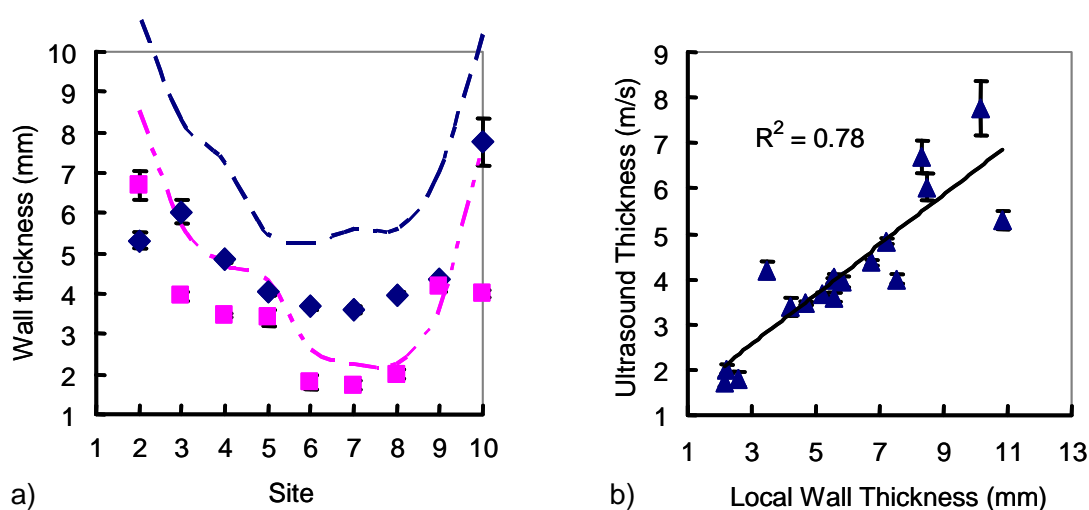 10
9
8
7
6
5
4
3
2
1
Wall thickness (mm)
1 2 3 4 5 6 7 8 9 10
Site
a)
9
8
7
6
5
4
3
2
1
Ultrasound Thickness (m/s)
R² = 0.78
1 3 5 7 9 11 13
Local Wall Thickness (mm)
b)